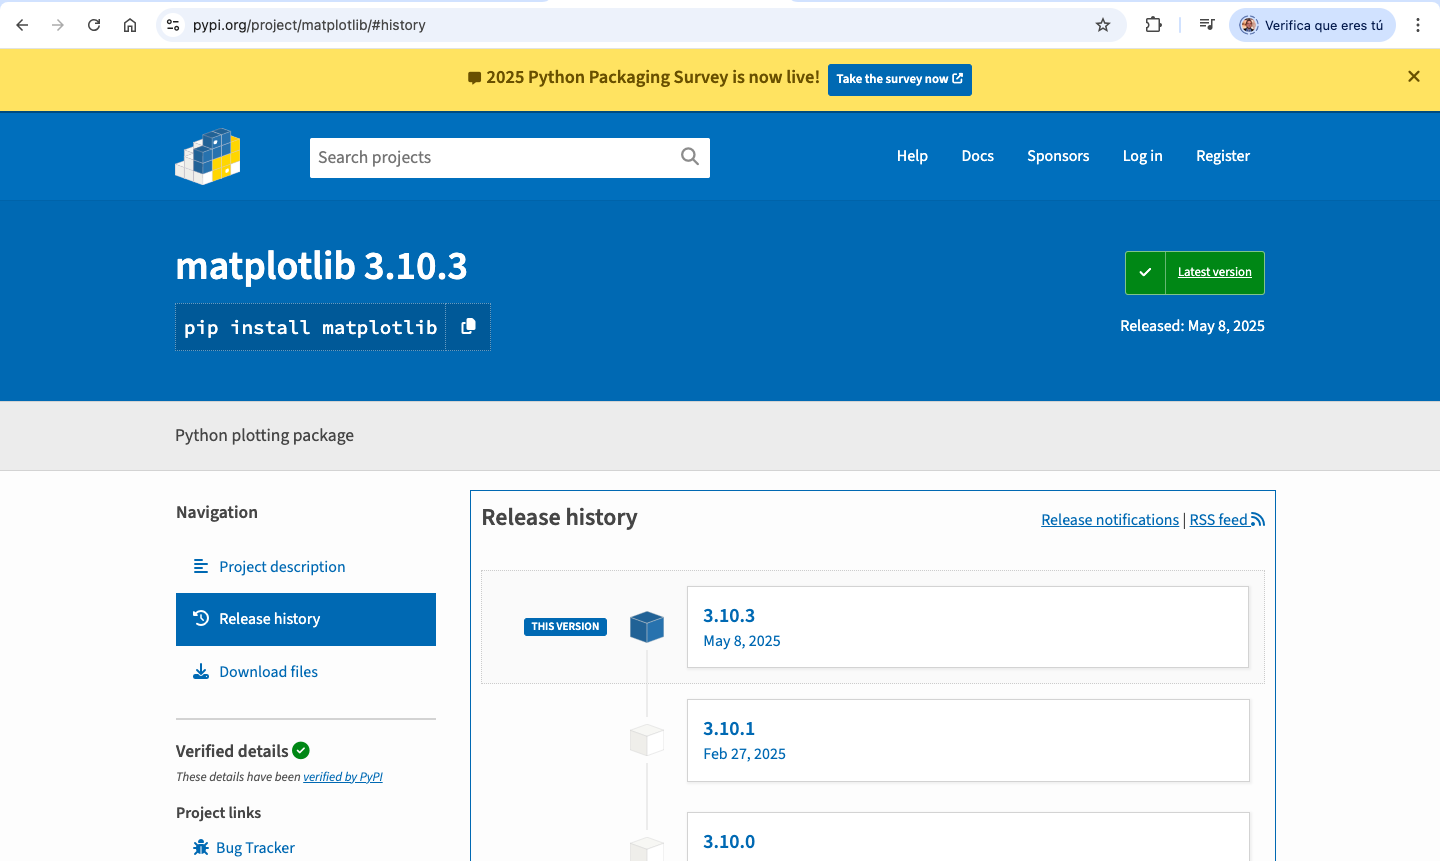 pypi.org/project/matplotlib/#history
Verifica que eres tú
2025 Python Packaging Survey is now live!
Take the survey now
Search projects
Help
Docs
Sponsors
Log in
Register
matplotlib 3.10.3
pip install matplotlib
Latest version
Released: May 8, 2025
Python plotting package
Navigation
Project description
Release history
Download files
Verified details
These details have been verified by PyPI
Project links
Bug Tracker
Release history
Release notifications | RSS feed
THIS VERSION
3.10.3
May 8, 2025
3.10.1
Feb 27, 2025
3.10.0